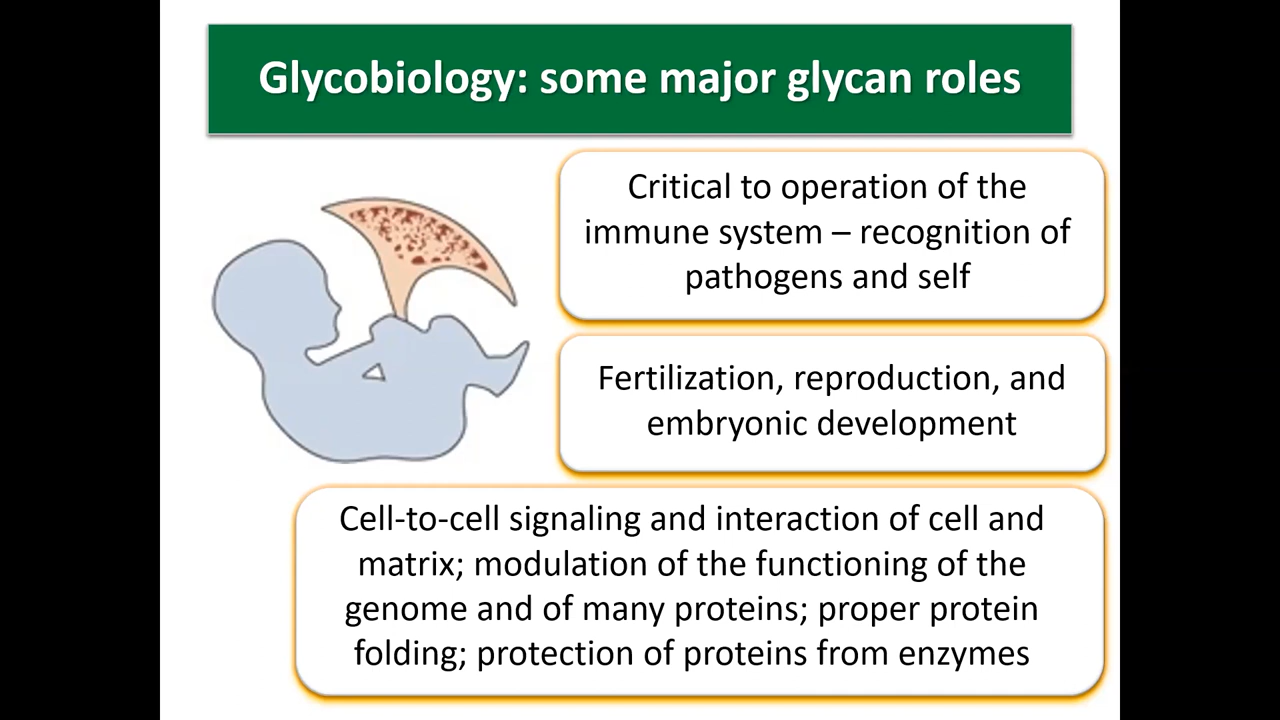 Glycobiology: some major glycan roles
Critical to operation of the
immune system – recognition of
pathogens and self
Fertilization, reproduction, and
embryonic development
Cell-to-cell signaling and interaction of cell and
matrix; modulation of the functioning of the
genome and of many proteins; proper protein
folding; protection of proteins from enzymes